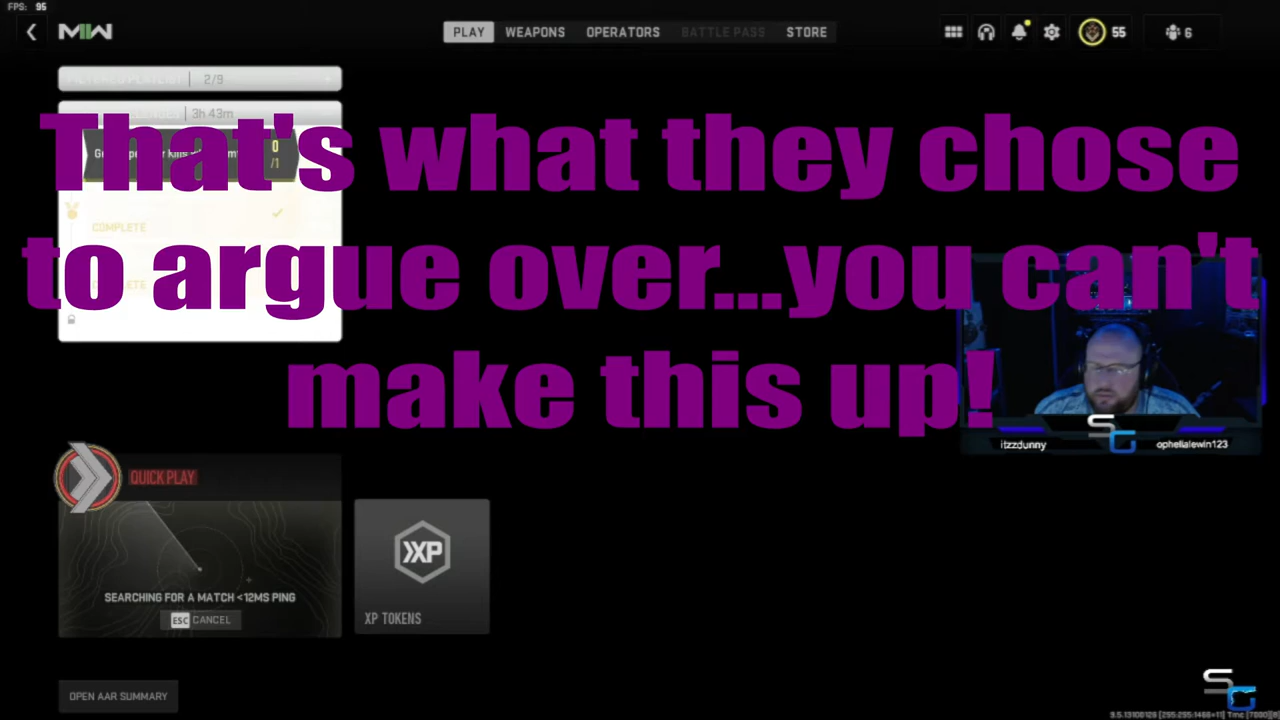 FPS: 95
MW
PLAY WEAPONS OPERATORS BATTLE PASS STORE
55
6
2/9
3h 43m
0
/1
That's what they chose
COMPLETE
to argue over...you can't
make this up!
itzzdunny
ophelialewin123
QUICK PLAY
SEARCHING FOR A MATCH <12MS PING
ESC CANCEL
XP
XP TOKENS
OPEN AAR SUMMARY
SG